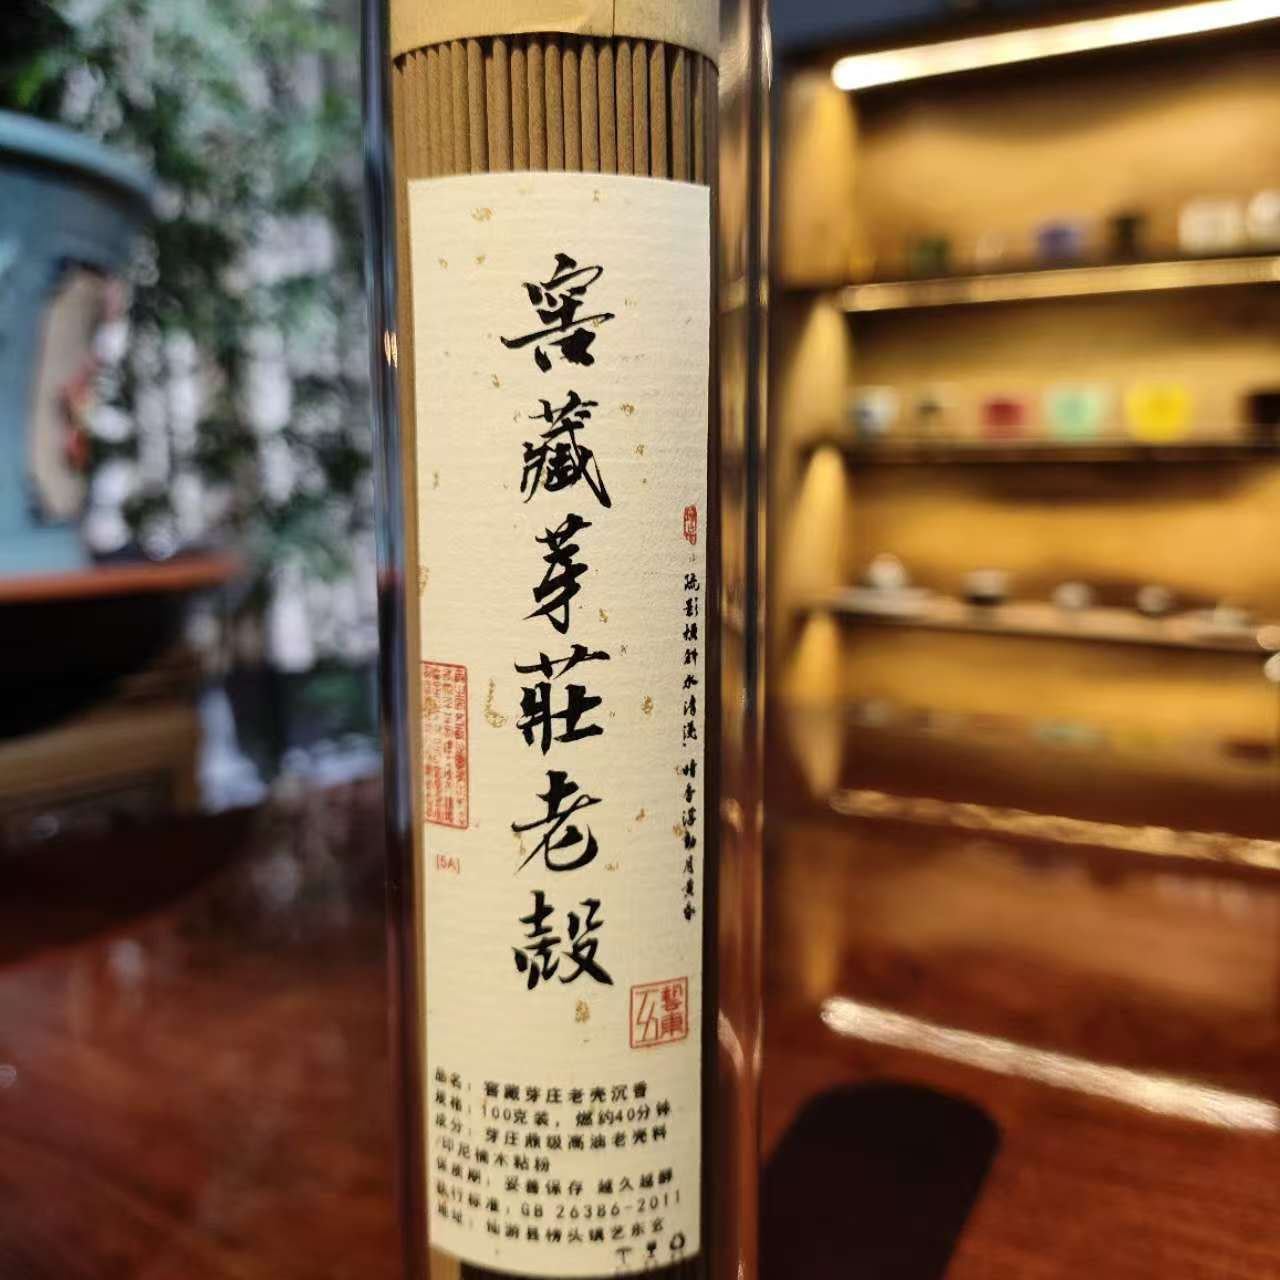 窖藏芽莊老殼
疏影横斜水清浅 暗香浮動月黄昏
[5A]
品名：窖藏芽庄老壳沉香
规格：100克装，燃约40分钟
成分：芽庄鼎级高油老壳料
/印尼楠木粘粉
保质期：妥善保存 越久越醇
执行标准：GB 26386-2011
地址：仙游县榜头镇艺东玄